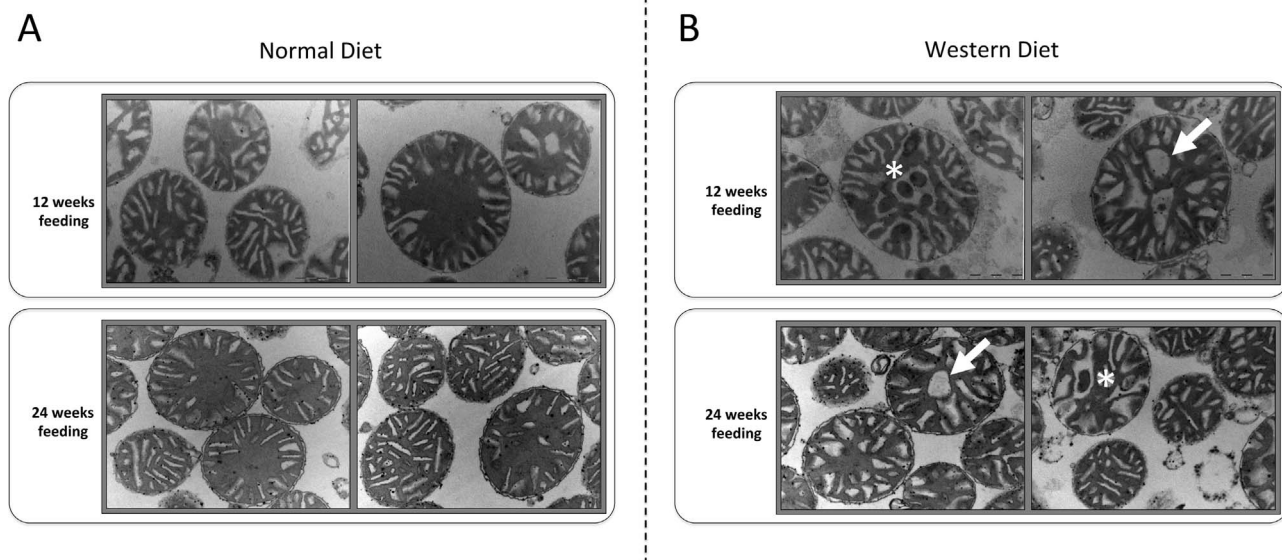 A
Normal Diet
12 weeks
feeding
24 weeks
feeding
B
Western Diet
12 weeks
feeding
*
24 weeks
feeding
*